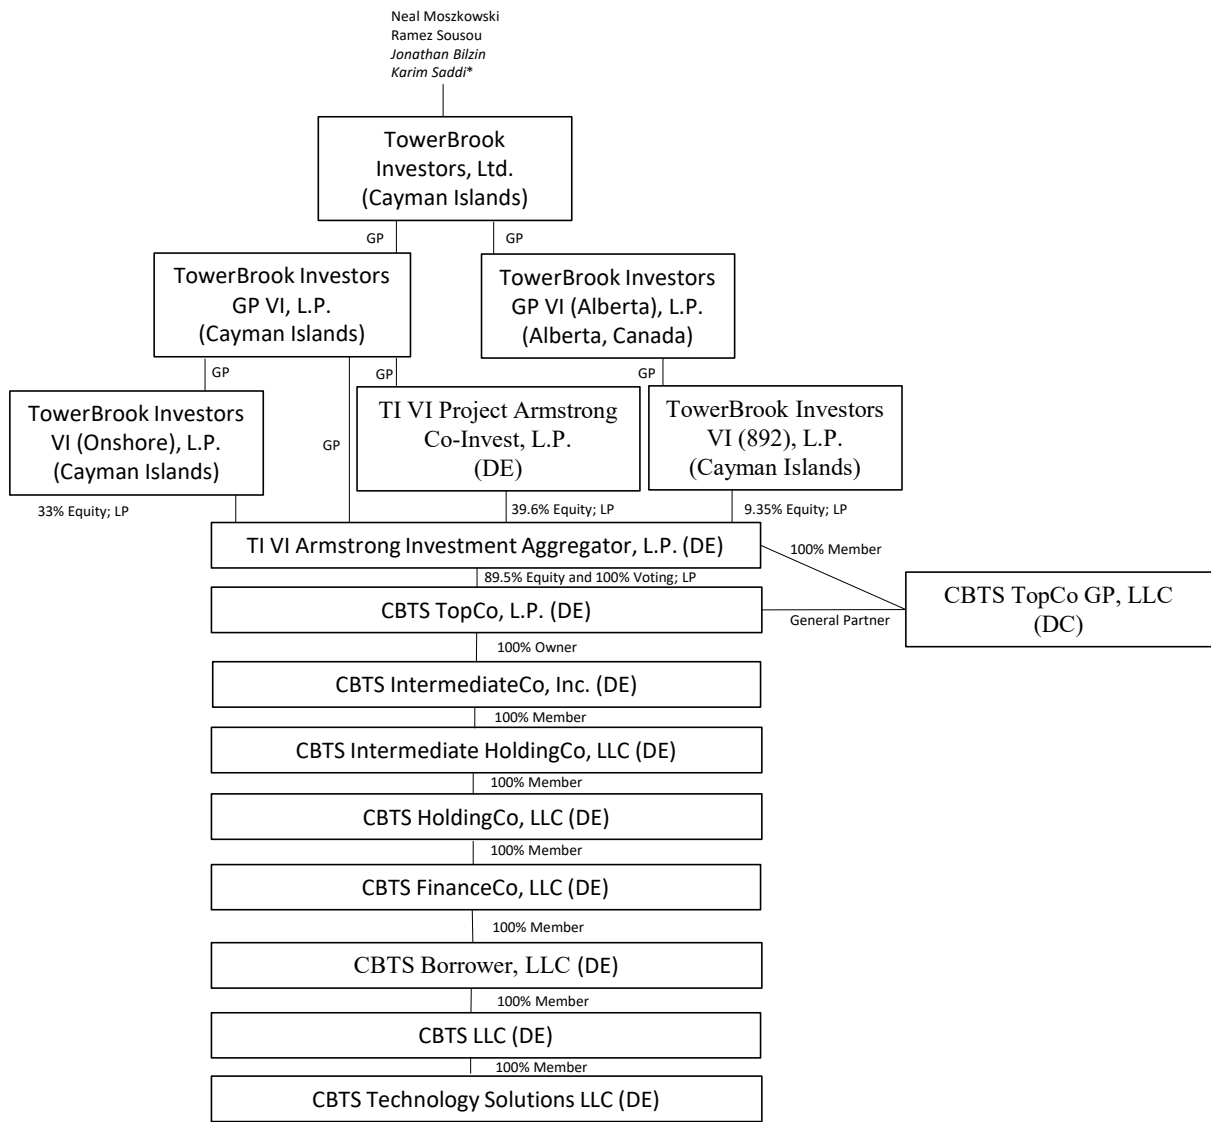 Neal Moszkowski
Ramez Sousou
Jonathan Bilzin
Karim Saddi*
TowerBrook
Investors, Ltd.
(Cayman Islands)
GP
GP
TowerBrook Investors
GP VI, L.P.
(Cayman Islands)
TowerBrook Investors
GP VI (Alberta), L.P.
(Alberta, Canada)
GP
GP
GP
GP
TowerBrook Investors
VI (Onshore), L.P.
(Cayman Islands)
TI VI Project Armstrong
Co-Invest, L.P.
(DE)
TowerBrook Investors
VI (892), L.P.
(Cayman Islands)
33% Equity; LP
39.6% Equity; LP
9.35% Equity; LP
TI VI Armstrong Investment Aggregator, L.P. (DE)
100% Member
89.5% Equity and 100% Voting; LP
CBTS TopCo, L.P. (DE)
General Partner
CBTS TopCo GP, LLC
(DC)
100% Owner
CBTS IntermediateCo, Inc. (DE)
100% Member
CBTS Intermediate HoldingCo, LLC (DE)
100% Member
CBTS HoldingCo, LLC (DE)
100% Member
CBTS FinanceCo, LLC (DE)
100% Member
CBTS Borrower, LLC (DE)
100% Member
CBTS LLC (DE)
100% Member
CBTS Technology Solutions LLC (DE)